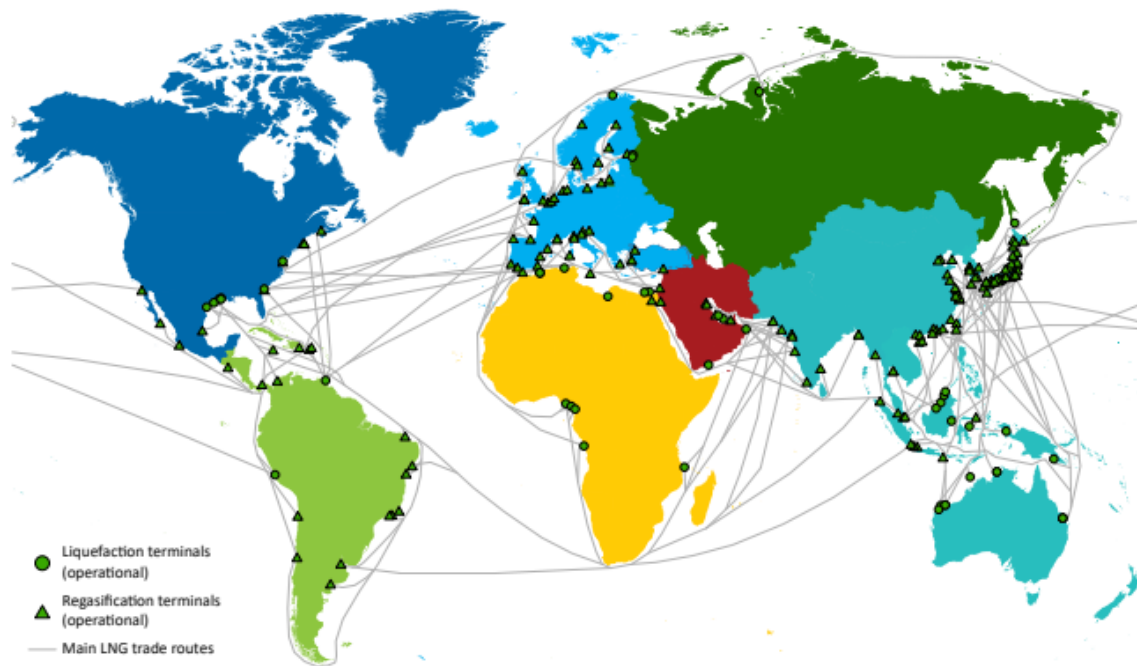 Liquefaction terminals
(operational)
Regasification terminals
(operational)
Main LNG trade routes